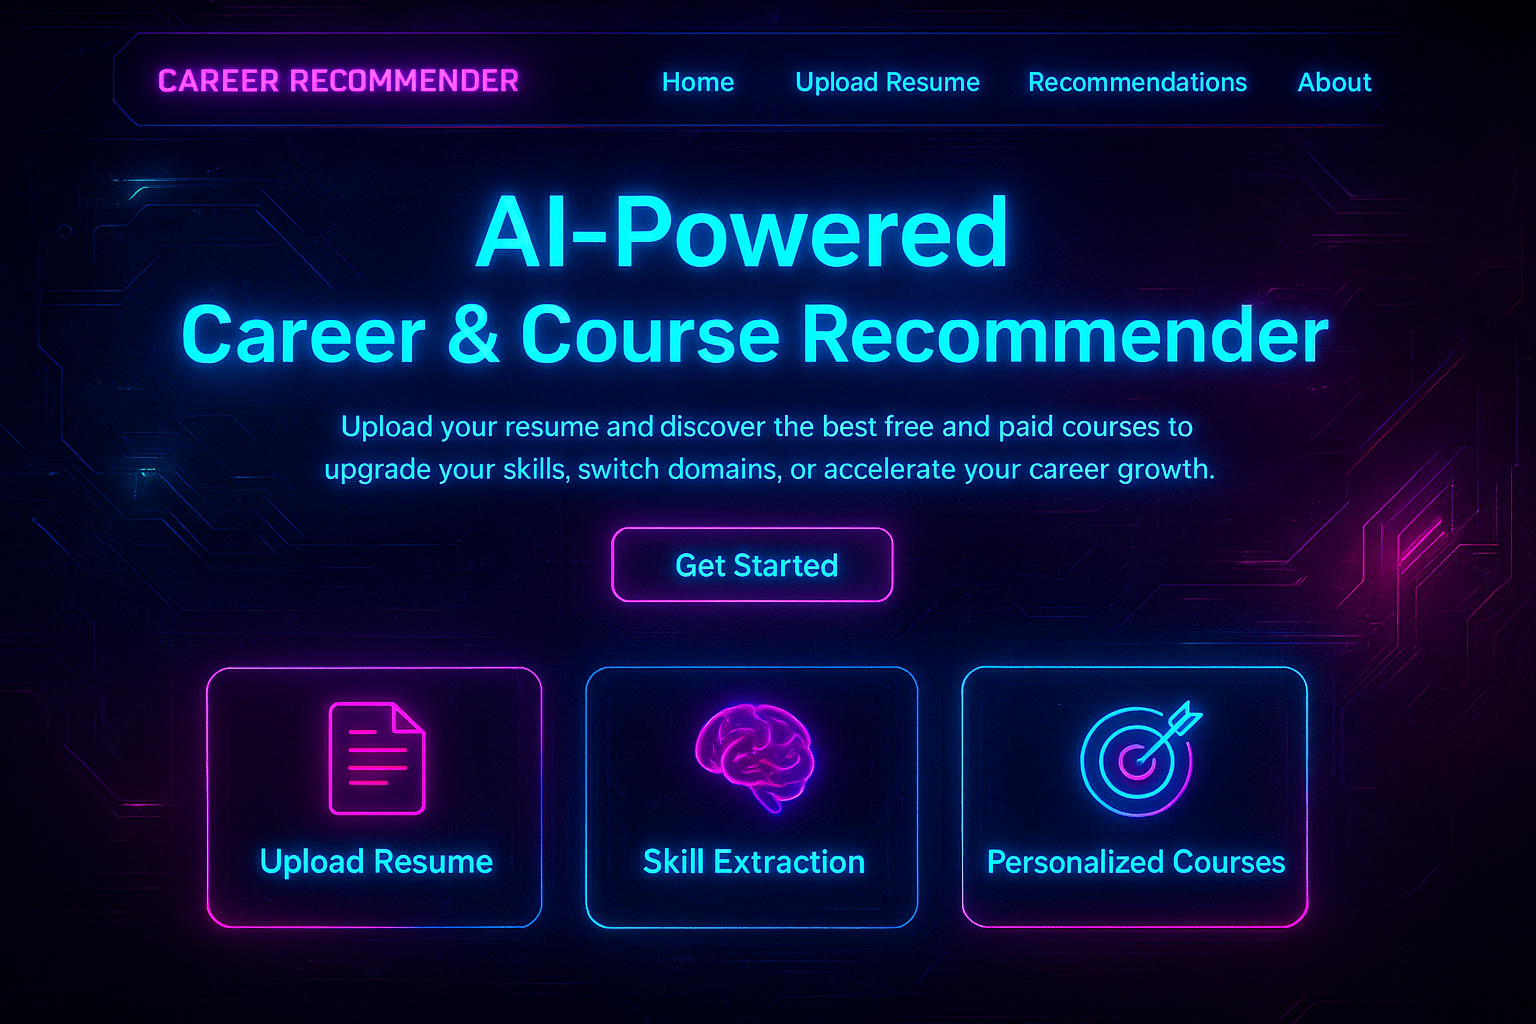 CAREER RECOMMENDER
Home Upload Resume Recommendations About
AI-Powered
Career & Course Recommender
Upload your resume and discover the best free and paid courses to
upgrade your skills, switch domains, or accelerate your career growth.
Get Started
Upload Resume
Skill Extraction
Personalized Courses